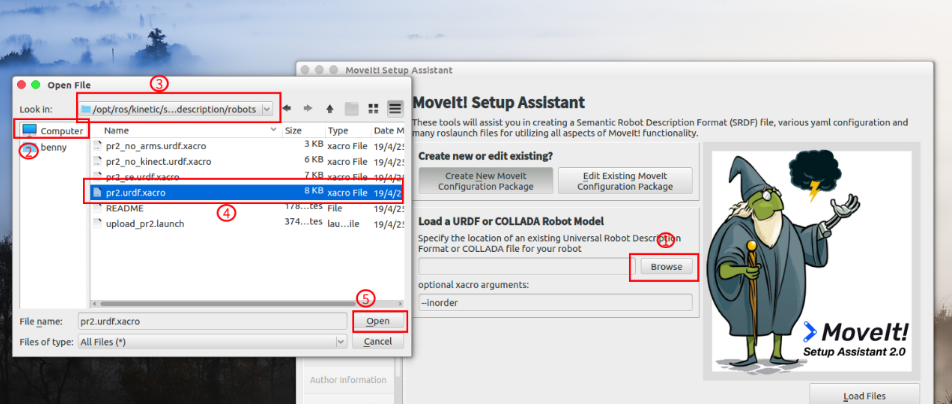 MoveIt! Setup Assistant
③
Open File
Look in:
/opt/ros/kinetic/s...description/robots
Computer
②
benny
Name Size Type Date M
pr2_no_arms.urdf.xacro 3 KB xacro File 19/4/25
pr2_no_kinect.urdf.xacro 6 KB xacro File 19/4/25
pr2_se.urdf.xacro 7 KB xacro File 19/4/25
pr2.urdf.xacro 8 KB xacro File 19/4/25
README 178...tes File 19/4/25
④
upload_pr2.launch 374...tes lau...ile 19/4/25
⑤
File name: pr2.urdf.xacro Open
Files of type: All Files (*) Cancel
MoveIt! Setup Assistant
These tools will assist you in creating a Semantic Robot Description Format (SRDF) file, various yaml configuration and
many roslaunch files for utilizing all aspects of MoveIt! functionality.
Create new or edit existing?
Create New MoveIt
Configuration Package
Edit Existing MoveIt
Configuration Package
Load a URDF or COLLADA Robot Model
Specify the location of an existing Universal Robot Description
Format or COLLADA file for your robot
①
Browse
optional xacro arguments:
--inorder
MoveIt!
Setup Assistant 2.0
Author Information
Load Files